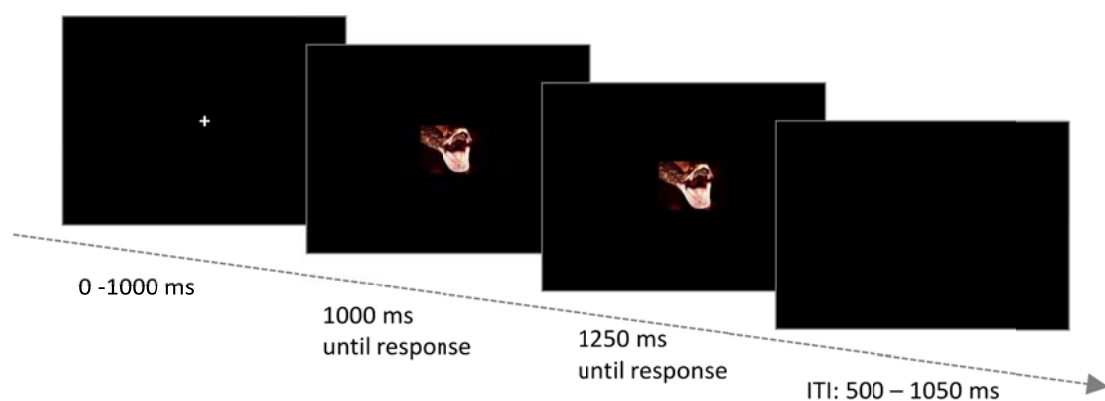 0 -1000 ms
1000 ms
until response
1250 ms
until response
ITI: 500 – 1050 ms